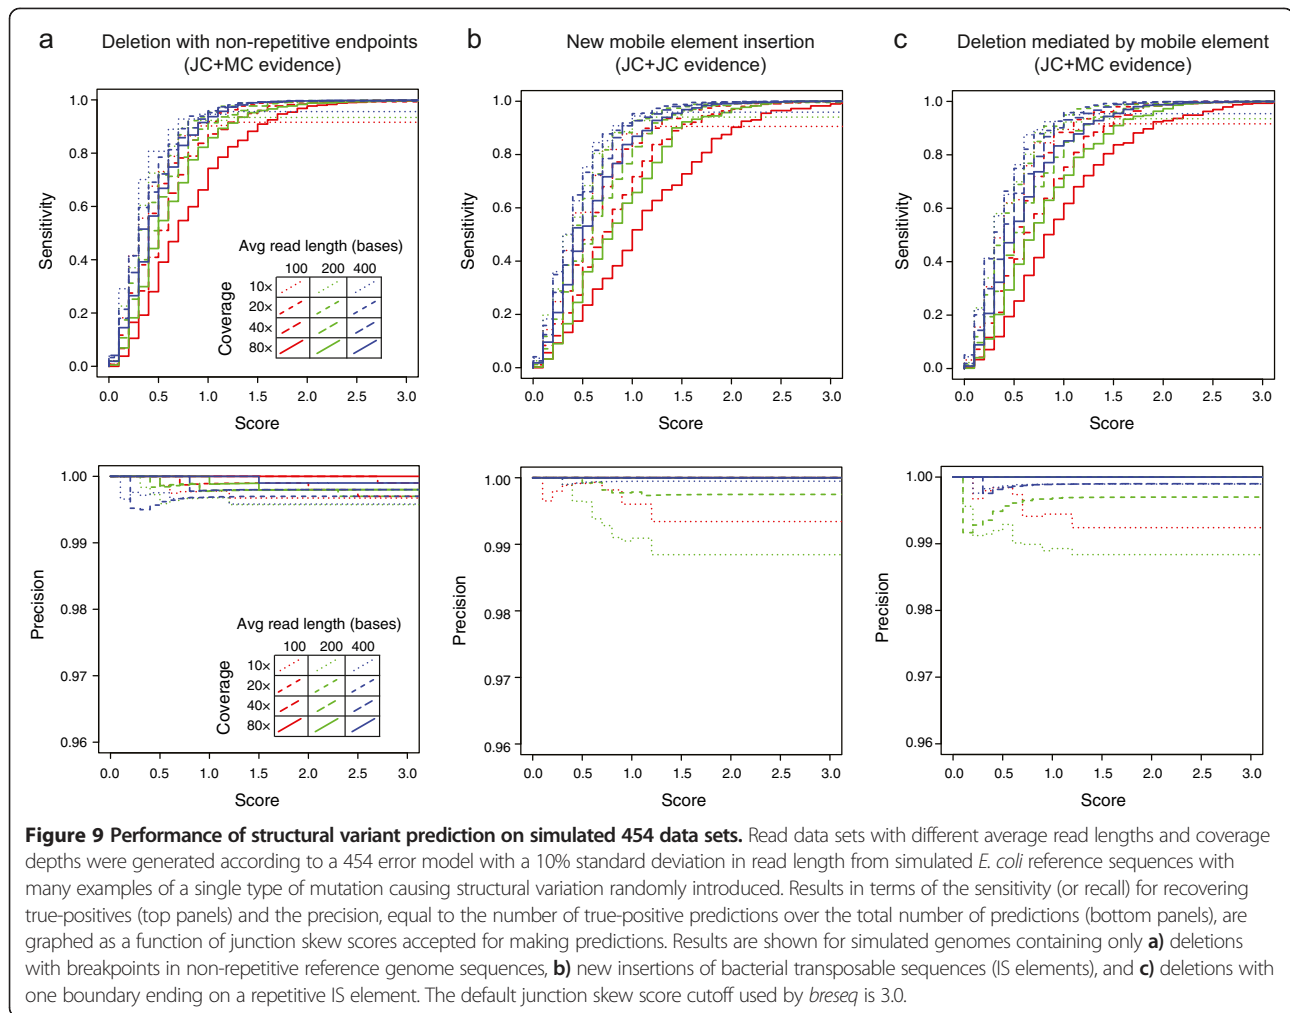 a
Deletion with non-repetitive endpoints
(JC+MC evidence)
b
New mobile element insertion
(JC+JC evidence)
c
Deletion mediated by mobile element
(JC+MC evidence)
Sensitivity
1.0
0.8
0.6
0.4
0.2
0.0
0.0 0.5 1.0 1.5 2.0 2.5 3.0
Score
Avg read length (bases)
100 200 400
Coverage
10×
20×
40×
80×
Sensitivity
1.0
0.8
0.6
0.4
0.2
0.0
0.0 0.5 1.0 1.5 2.0 2.5 3.0
Score
Sensitivity
1.0
0.8
0.6
0.4
0.2
0.0
0.0 0.5 1.0 1.5 2.0 2.5 3.0
Score
Precision
1.00
0.99
0.98
0.97
0.96
0.0 0.5 1.0 1.5 2.0 2.5 3.0
Score
Avg read length (bases)
100 200 400
Coverage
10×
20×
40×
80×
Precision
1.00
0.99
0.98
0.97
0.96
0.0 0.5 1.0 1.5 2.0 2.5 3.0
Score
Precision
1.00
0.99
0.98
0.97
0.96
0.0 0.5 1.0 1.5 2.0 2.5 3.0
Score
Figure 9 Performance of structural variant prediction on simulated 454 data sets. Read data sets with different average read lengths and coverage
depths were generated according to a 454 error model with a 10% standard deviation in read length from simulated E. coli reference sequences with
many examples of a single type of mutation causing structural variation randomly introduced. Results in terms of the sensitivity (or recall) for recovering
true-positives (top panels) and the precision, equal to the number of true-positive predictions over the total number of predictions (bottom panels), are
graphed as a function of junction skew scores accepted for making predictions. Results are shown for simulated genomes containing only a) deletions
with breakpoints in non-repetitive reference genome sequences, b) new insertions of bacterial transposable sequences (IS elements), and c) deletions with
one boundary ending on a repetitive IS element. The default junction skew score cutoff used by breseq is 3.0.